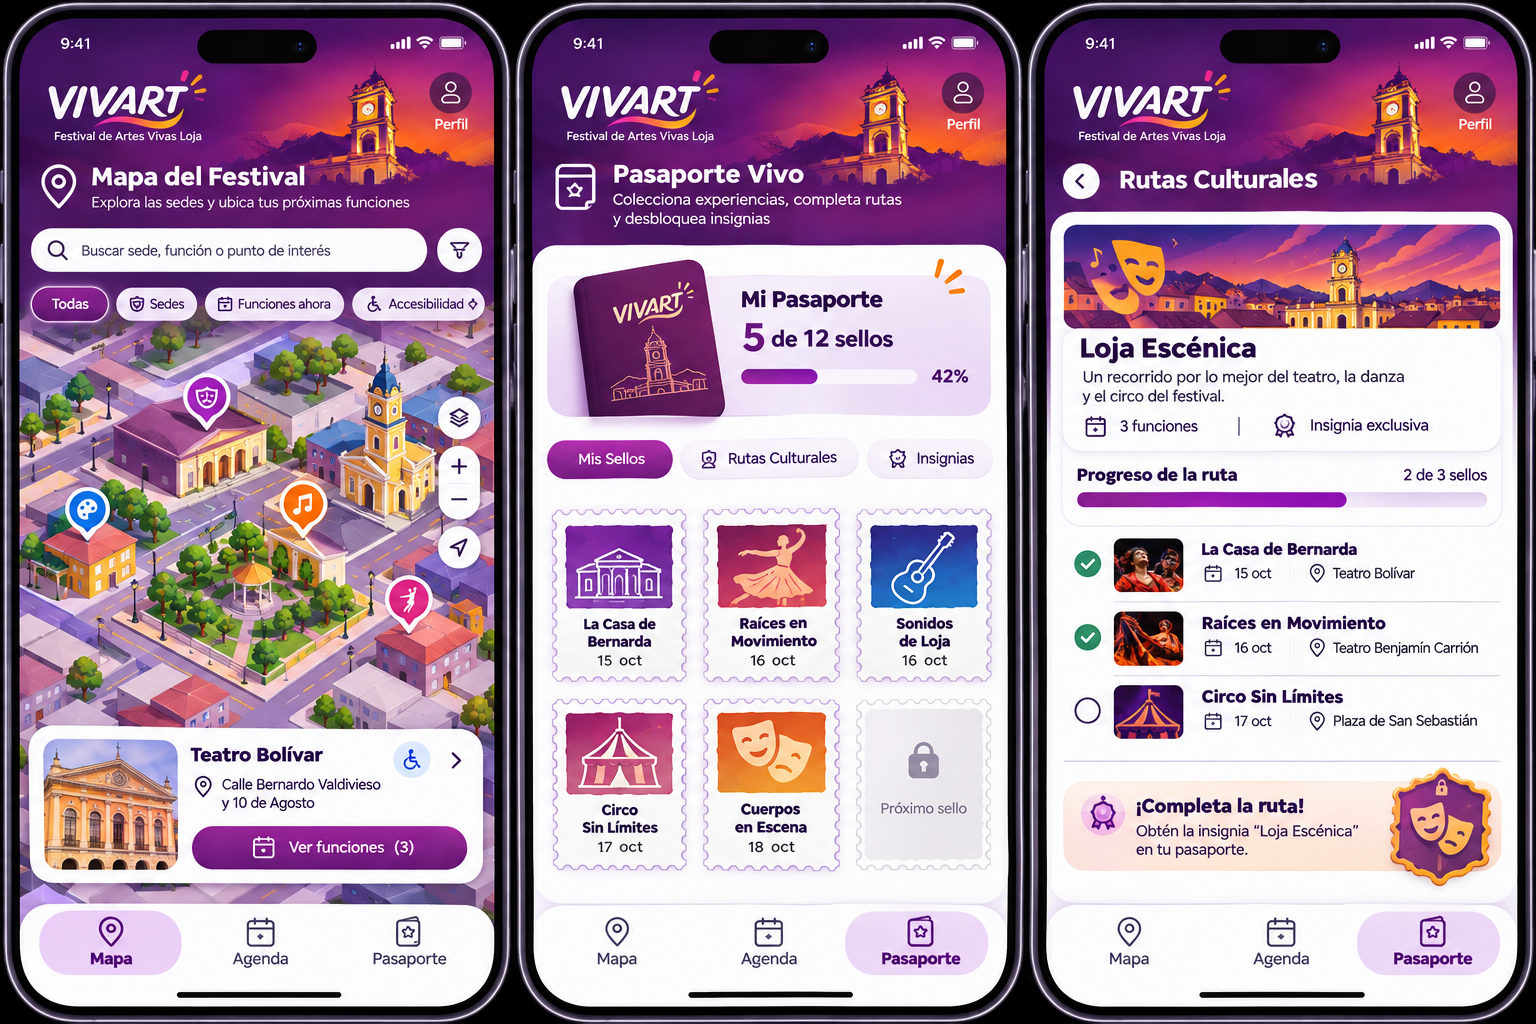 9:41
VIVART
Festival de Artes Vivas Loja
Perfil
Mapa del Festival
Explora las sedes y ubica tus próximas funciones
Buscar sede, función o punto de interés
Todas
Sedes
Funciones ahora
Accesibilidad
Teatro Bolívar
Calle Bernardo Valdivieso
y 10 de Agosto
Ver funciones (3)
Mapa
Agenda
Pasaporte
9:41
VIVART
Festival de Artes Vivas Loja
Perfil
Pasaporte Vivo
Colecciona experiencias, completa rutas
y desbloquea insignias
VIVART
Mi Pasaporte
5 de 12 sellos
42%
Mis Sellos
Rutas Culturales
Insignias
La Casa de
Bernarda
15 oct
Raíces en
Movimiento
16 oct
Sonidos
de Loja
16 oct
Circo
Sin Límites
17 oct
Cuerpos
en Escena
18 oct
Próximo sello
Mapa
Agenda
Pasaporte
9:41
VIVART
Festival de Artes Vivas Loja
Perfil
Rutas Culturales
Loja Escénica
Un recorrido por lo mejor del teatro, la danza
y el circo del festival.
3 funciones | Insignia exclusiva
Progreso de la ruta
2 de 3 sellos
La Casa de Bernarda
15 oct
Teatro Bolívar
Raíces en Movimiento
16 oct
Teatro Benjamín Carrión
Circo Sin Límites
17 oct
Plaza de San Sebastián
¡Completa la ruta!
Obtén la insignia “Loja Escénica”
en tu pasaporte.
Mapa
Agenda
Pasaporte